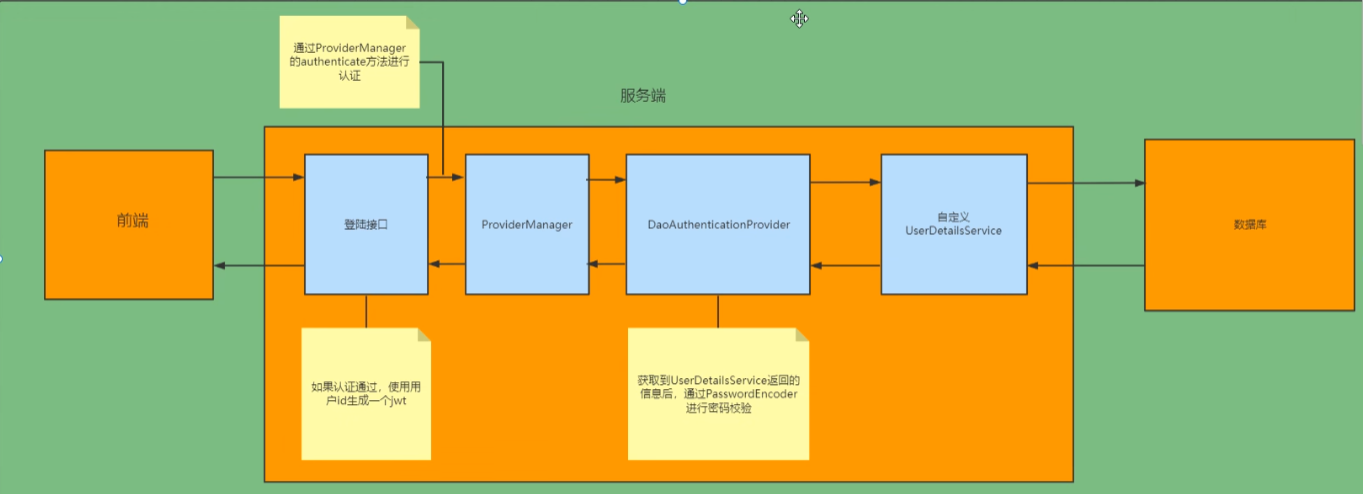 通过ProviderManager
的authenticate方法进行
认证
服务端
前端
登陆接口
ProviderManager
DaoAuthenticationProvider
自定义
UserDetailsService
数据库
如果认证通过，使用用
户id生成一个jwt
获取到UserDetailsService返回的
信息后，通过PasswordEncoder
进行密码校验